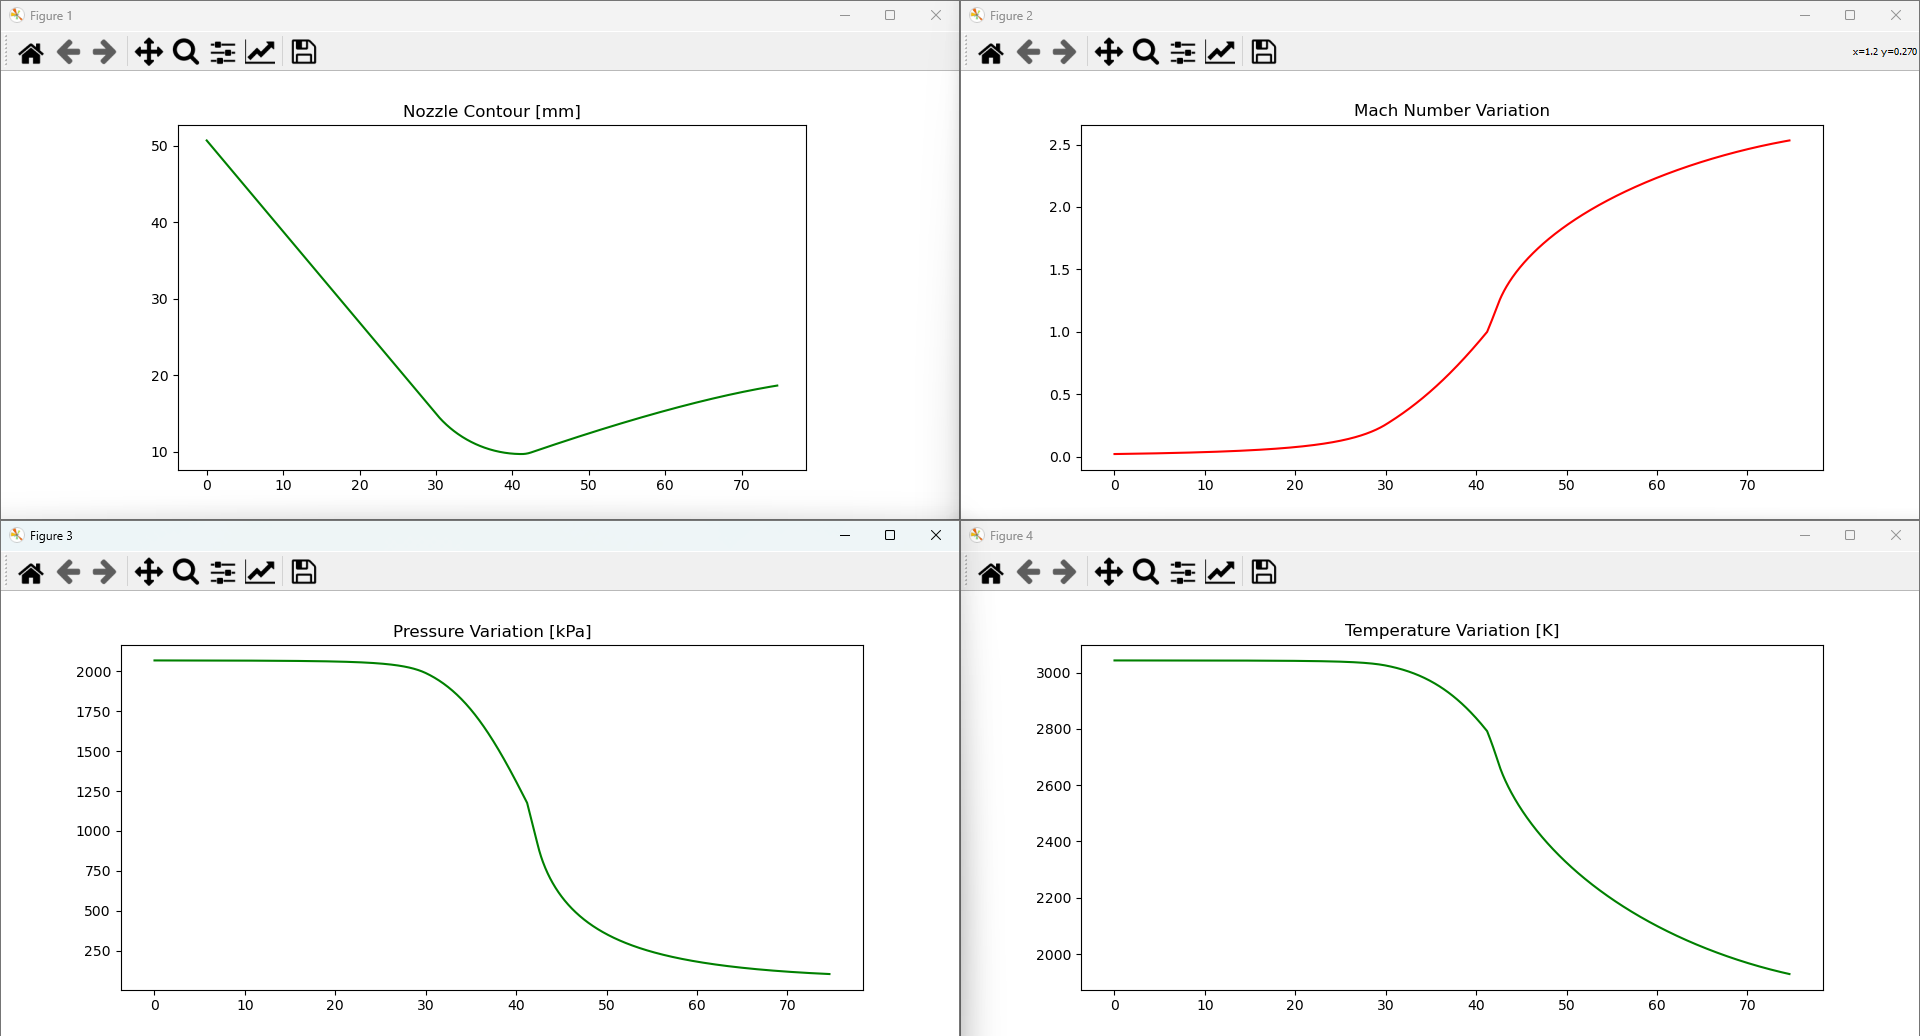 Figure 1
Nozzle Contour [mm]
50
40
30
20
10
0 10 20 30 40 50 60 70
Figure 2
x=1.2 y=0.270
Mach Number Variation
2.5
2.0
1.5
1.0
0.5
0.0
0 10 20 30 40 50 60 70
Figure 3
Pressure Variation [kPa]
2000
1750
1500
1250
1000
750
500
250
0 10 20 30 40 50 60 70
Figure 4
Temperature Variation [K]
3000
2800
2600
2400
2200
2000
0 10 20 30 40 50 60 70